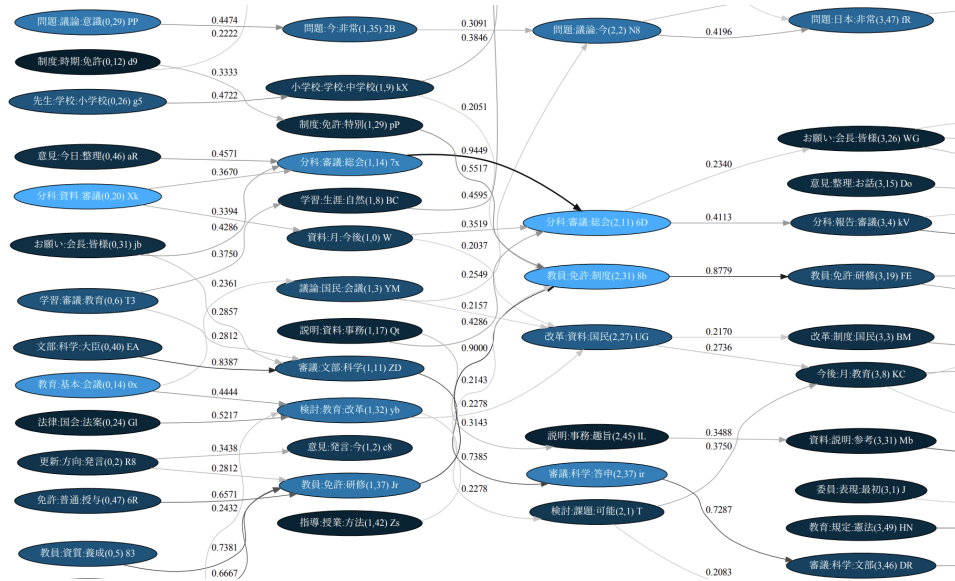 問題:議論:意識(0,29) PP
制度:時期:免許(0,12) d9
先生:学校:小学校(0,26) g5
意見:今日:整理(0,46) aR
分科:資料:審議(0,20) Xk
お願い:会長:皆様(0,31) jb
学習:審議:教育(0,6) T3
文部:科学:大臣(0,40) EA
教育:基本:会議(0,14) 0x
法律:国会:法案(0,24) Gl
更新:方向:発言(0,2) R8
免許:普通:授与(0,47) 6R
教員:資質:養成(0,5) 83
0.4474
0.2222
0.3333
0.4722
0.4571
0.3670
0.3394
0.4286
0.3750
0.2361
0.2857
0.2812
0.8387
0.4444
0.5217
0.3438
0.2812
0.6571
0.2432
0.7381
0.6667
問題:今:非常(1,35) 2B
小学校:学校:中学校(1,9) kX
制度:免許:特別(1,29) pP
分科:審議:総会(1,14) 7x
学習:生涯:自然(1,8) BC
資料:月:今後(1,0) W
議論:国民:会議(1,3) YM
説明:資料:事務(1,17) Qt
審議:文部:科学(1,11) ZD
検討:教育:改革(1,32) yb
意見:発言:今(1,2) c8
教員:免許:研修(1,37) Jr
指導:授業:方法(1,42) Zs
0.3091
0.3846
0.2051
0.9449
0.5517
0.4595
0.3519
0.2037
0.2549
0.2157
0.4286
0.9000
0.2143
0.2278
0.3143
0.7385
0.2278
問題:議論:今(2,2) N8
分科:審議:総会(2,11) 6D
教員:免許:制度(2,31) 8b
改革:資料:国民(2,27) UG
説明:事務:趣旨(2,45) lL
審議:科学:答申(2,37) ir
検討:課題:可能(2,1) T
0.4196
0.2340
0.4113
0.8779
0.2170
0.2736
0.3488
0.3750
0.7287
0.2083
問題:日本:非常(3,47) fR
お願い:会長:皆様(3,26) WG
意見:整理:お話(3,15) Do
分科:報告:審議(3,4) kV
教員:免許:研修(3,19) FE
改革:制度:国民(3,3) BM
今後:月:教育(3,8) KC
資料:説明:参考(3,31) Mb
委員:表現:最初(3,1) J
教育:規定:憲法(3,49) HN
審議:科学:文部(3,46) DR